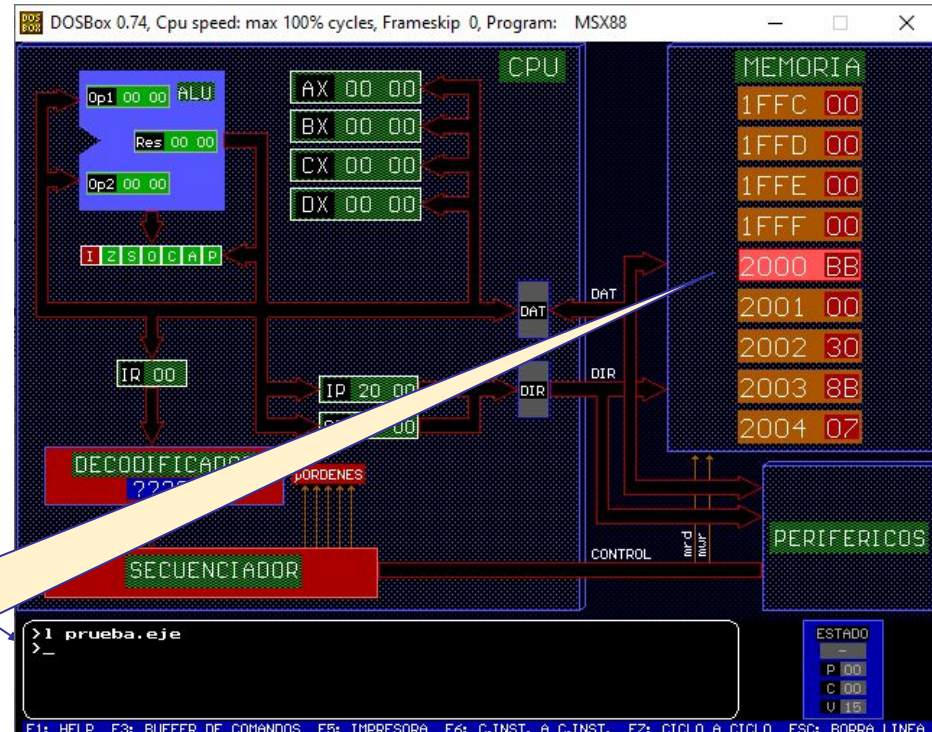 DOSBox 0.74, Cpu speed: max 100% cycles, Frameskip 0, Program: MSX88
CPU
MEMORIA
Op1 00 00 ALU
Res 00 00
Op2 00 00
I Z S O C A P
AX 00 00
BX 00 00
CX 00 00
DX 00 00
1FFC 00
1FFD 00
1FFE 00
1FFF 00
2000 BB
2001 00
2002 30
2003 8B
2004 07
DAT
DAT
IR 00
IP 20 00
DIR
DIR
00
µORDENES
SECUENCIADOR
CONTROL
mrd
mwr
PERIFERICOS
>l prueba.eje
>_
ESTADO
-
P 00
C 00
V 15
F1: HELP F3: BUFFER DE COMANDOS F5: IMPRESORA F6: C.INST. A C.INST. F7: CICLO A CICLO ESC: BORRA LINEA